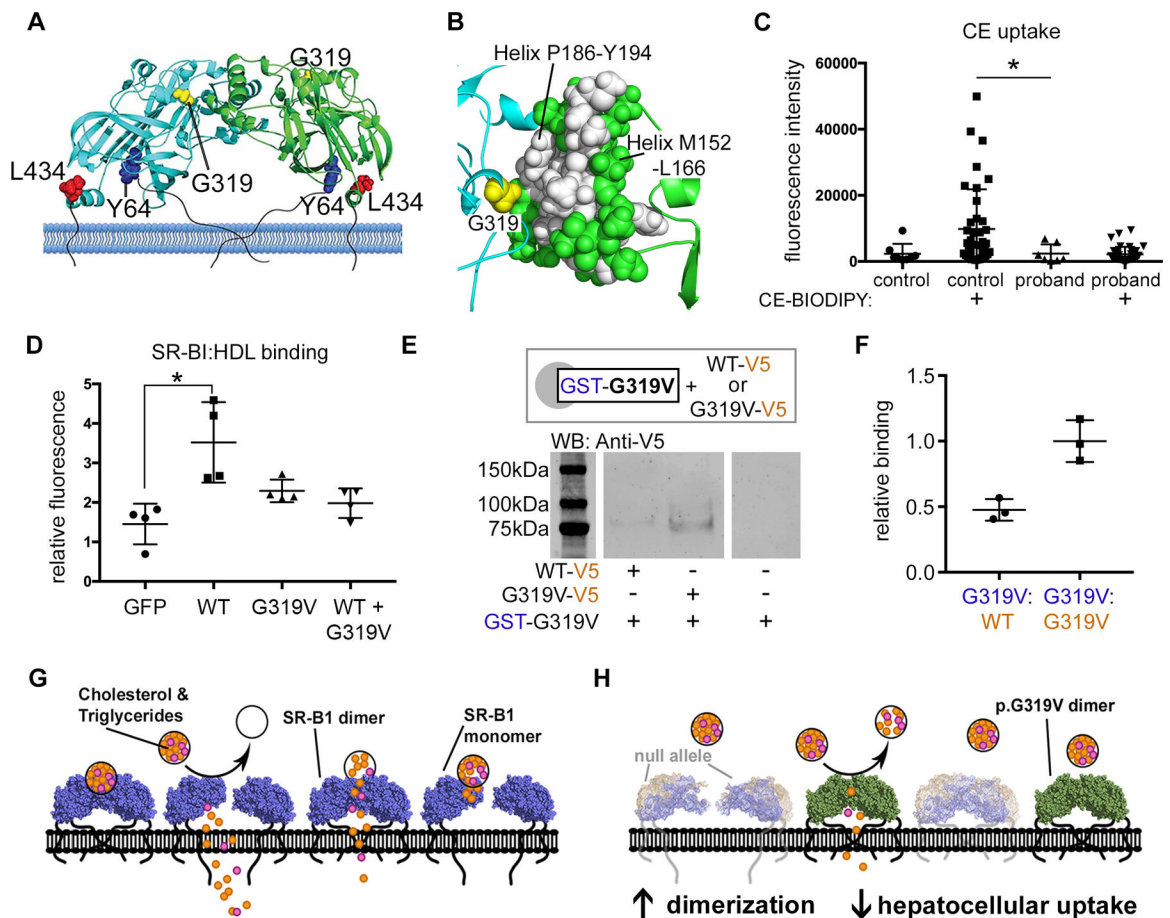 A
G319
L434
G319
Y64
Y64
L434
B
Helix P186-Y194
Helix M152
-L166
G319
C
CE uptake
*
fluorescence intensity
60000
40000
20000
10000
0
control
control
proband
proband
CE-BIODIPY:
+
+
D
SR-BI:HDL binding
*
relative fluorescence
5
4
3
2
1
0
GFP
WT
G319V
WT +
G319V
E
GST-G319V
+
WT-V5
or
G319V-V5
WB: Anti-V5
150kDa
100kDa
75kDa
WT-V5 + - -
G319V-V5 - + -
GST-G319V + + +
F
relative binding
1.5
1.0
0.5
0.0
G319V:
WT
G319V:
G319V
G
Cholesterol &
Triglycerides
SR-B1 dimer
SR-B1
monomer
H
null allele
p.G319V dimer
↑ dimerization
↓ hepatocellular uptake